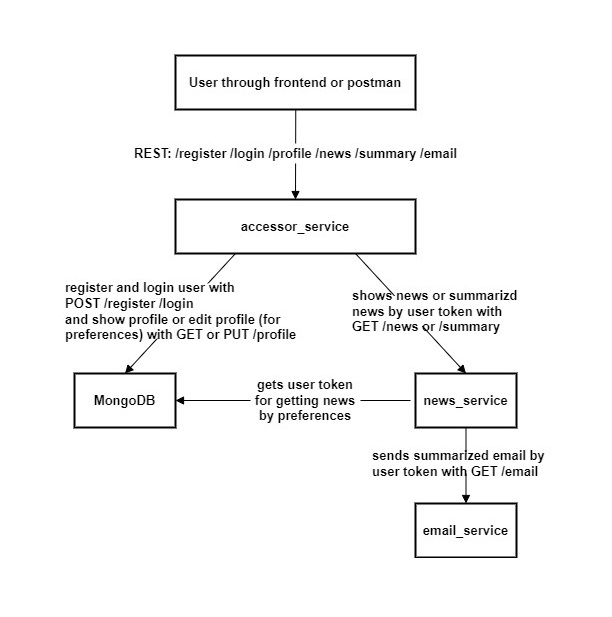 User through frontend or postman
REST: /register /login /profile /news /summary /email
accessor_service
register and login user with
POST /register /login
and show profile or edit profile (for
preferences) with GET or PUT /profile
shows news or summarizd
news by user token with
GET /news or /summary
MongoDB
gets user token
for getting news
by preferences
news_service
sends summarized email by
user token with GET /email
email_service